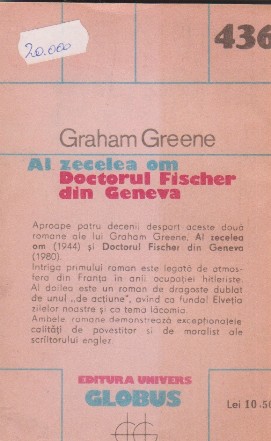 20.000
436
Graham Greene
Al zecelea om
Doctorul Fischer
din Geneva
Aproape patru decenii despart aceste două
romane ale lui Graham Greene, Al zecelea
om (1944) și Doctorul Fischer din Geneva
(1980).
Intriga primului roman este legată de atmos-
fera din Franța în anii ocupației hitleriste.
Al doilea este un roman de dragoste dublat
de unul „de acțiune", avînd ca fundal Elveția
zilelor noastre și ca temă lăcomia.
Ambele romane demonstrează excepționalele
calități de povestitor și de moralist ale
scriitorului englez.
EDITURA UNIVERS
GLOBUS
Lei 10.50